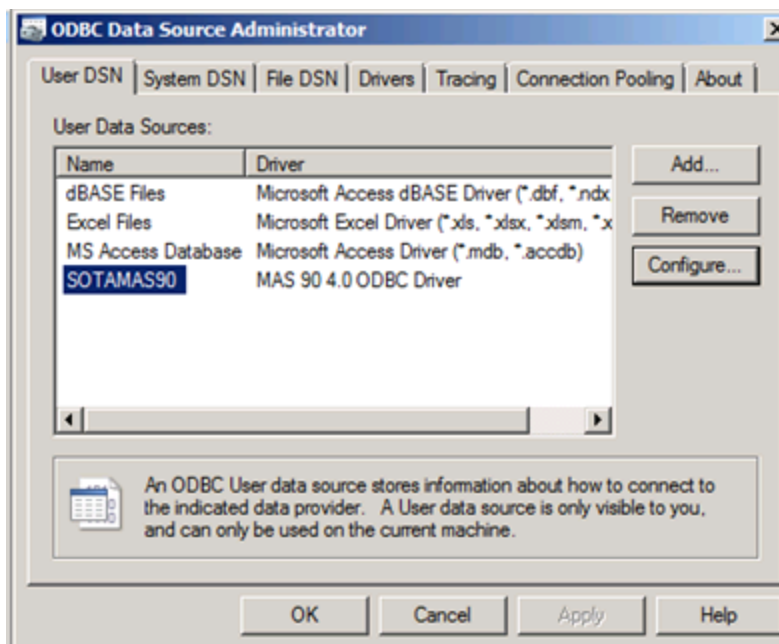 ODBC Data Source Administrator
User DSN System DSN File DSN Drivers Tracing Connection Pooling About
User Data Sources:
Name Driver
dBASE Files Microsoft Access dBASE Driver (*.dbf, *.ndx
Excel Files Microsoft Excel Driver (*.xls, *.xlsx, *.xlsm, *.x
MS Access Database Microsoft Access Driver (*.mdb, *.accdb)
SOTAMAS90 MAS 90 4.0 ODBC Driver
Add...
Remove
Configure...
An ODBC User data source stores information about how to connect to
the indicated data provider. A User data source is only visible to you,
and can only be used on the current machine.
OK Cancel Apply Help